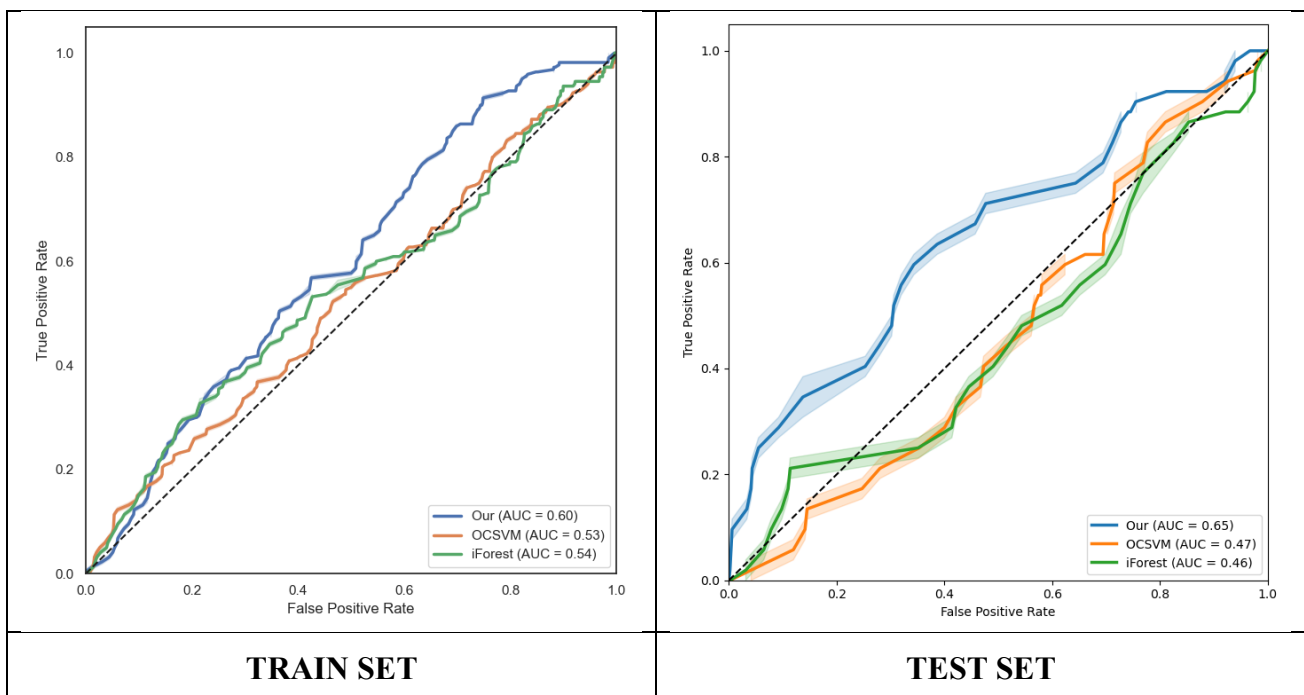 1.0
0.8
0.6
0.4
0.2
0.0
True Positive Rate
Our (AUC = 0.60)
OCSVM (AUC = 0.53)
iForest (AUC = 0.54)
0.0 0.2 0.4 0.6 0.8 1.0
False Positive Rate
TRAIN SET
1.0
0.8
0.6
0.4
0.2
0.0
True Positive Rate
Our (AUC = 0.65)
OCSVM (AUC = 0.47)
iForest (AUC = 0.46)
0.0 0.2 0.4 0.6 0.8 1.0
False Positive Rate
TEST SET